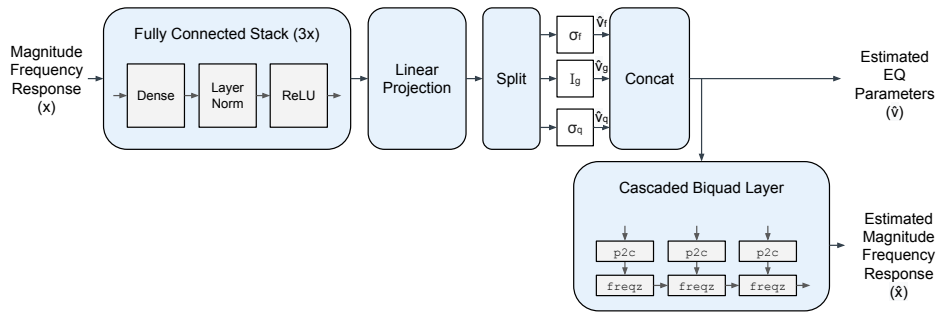 Magnitude
Frequency
Response
(x)
Fully Connected Stack (3x)
Dense
Layer
Norm
ReLU
Linear
Projection
Split
σf
Ig
σq
v̂f
v̂g
v̂q
Concat
Estimated
EQ
Parameters
(v̂)
Cascaded Biquad Layer
p2c
p2c
p2c
freqz
freqz
freqz
Estimated
Magnitude
Frequency
Response
(x̂)